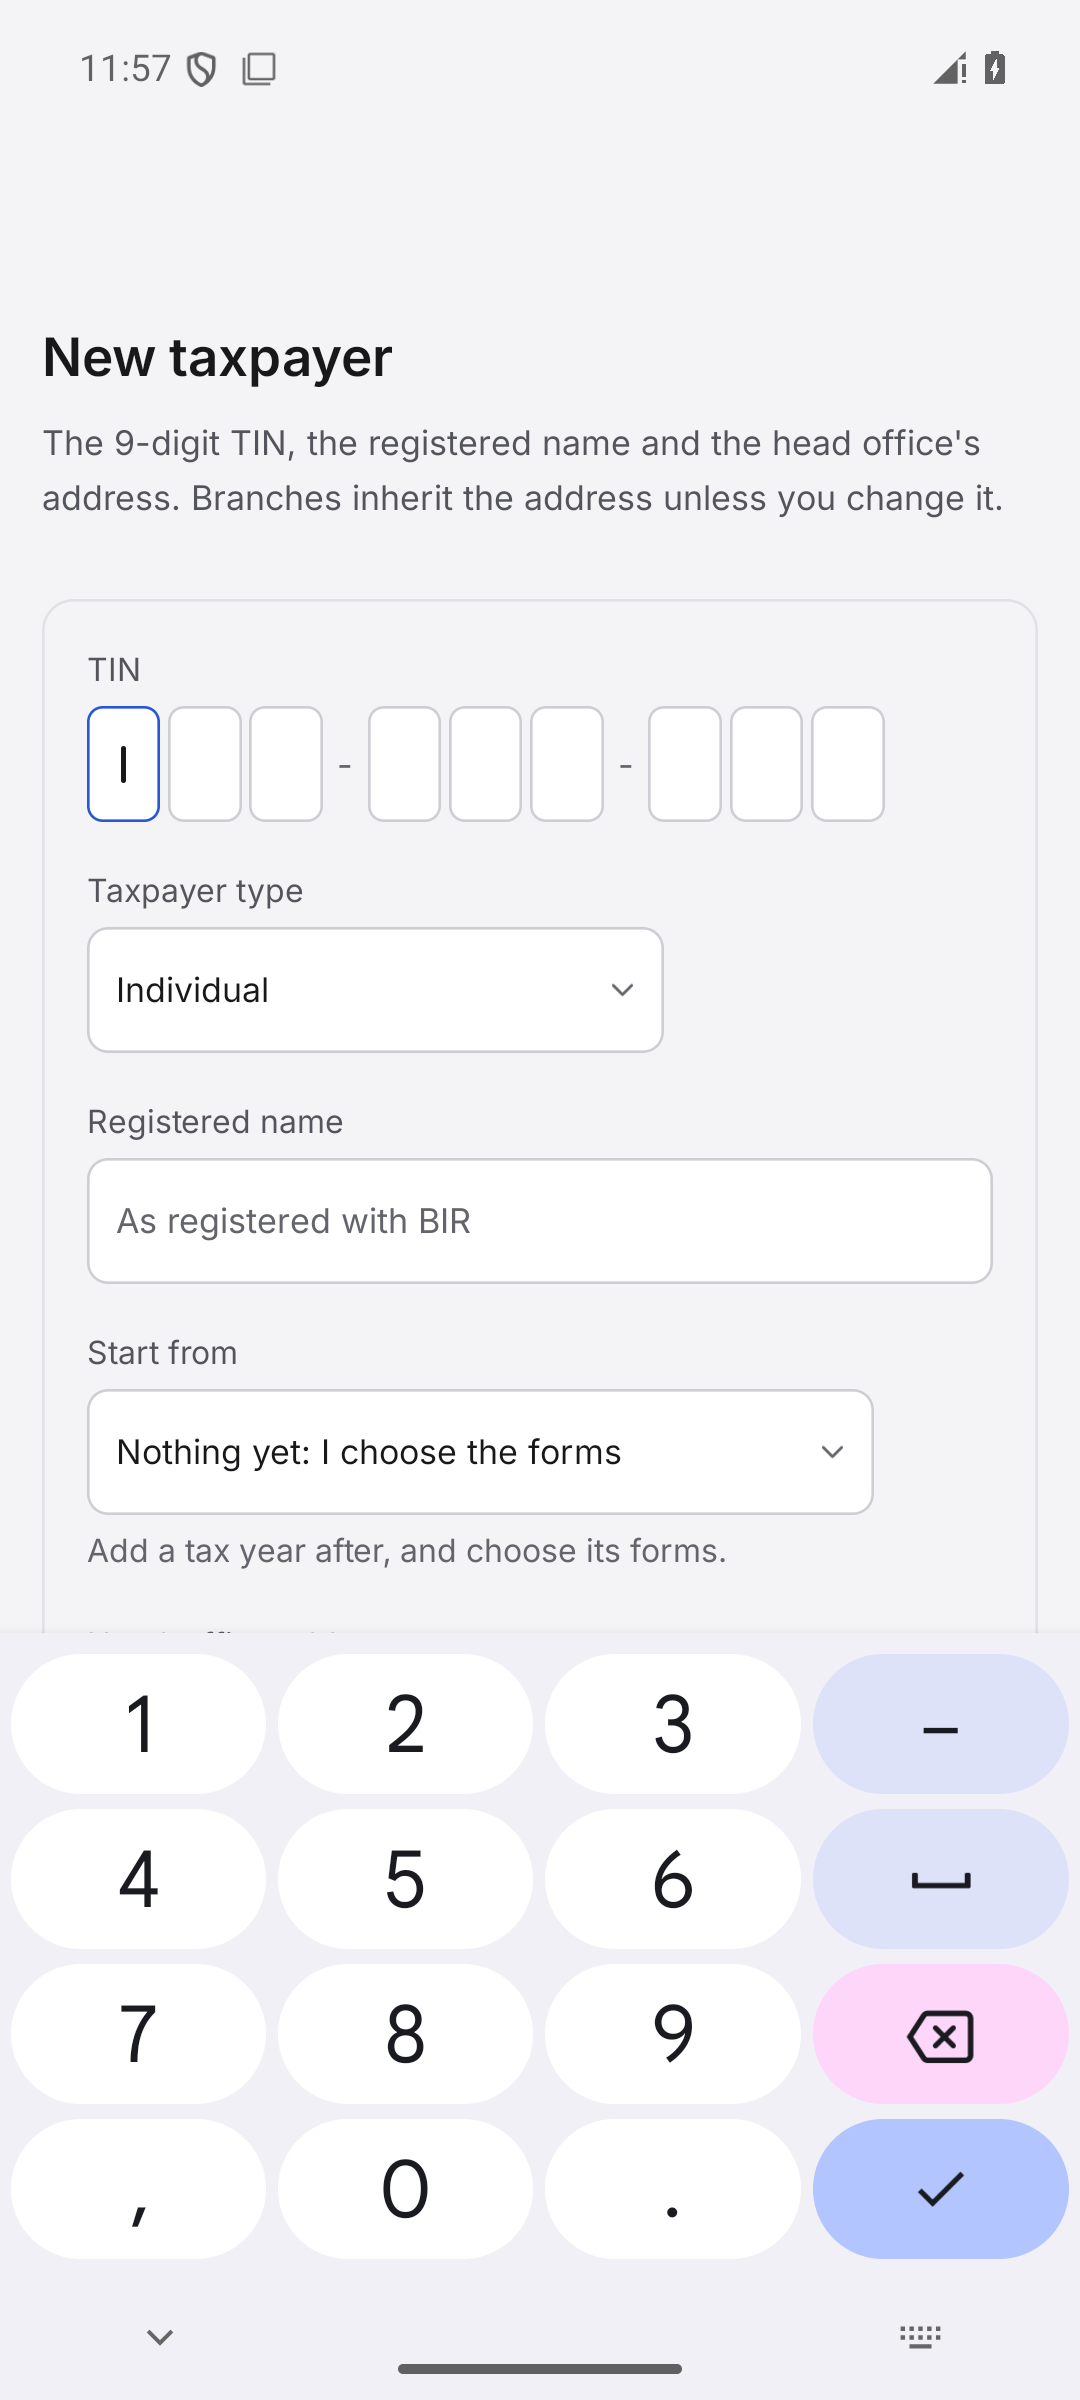 11:57
New taxpayer
The 9-digit TIN, the registered name and the head office's
address. Branches inherit the address unless you change it.
TIN
- -
Taxpayer type
Individual
Registered name
As registered with BIR
Start from
Nothing yet: I choose the forms
Add a tax year after, and choose its forms.
1 2 3 –
4 5 6
7 8 9
, 0 .